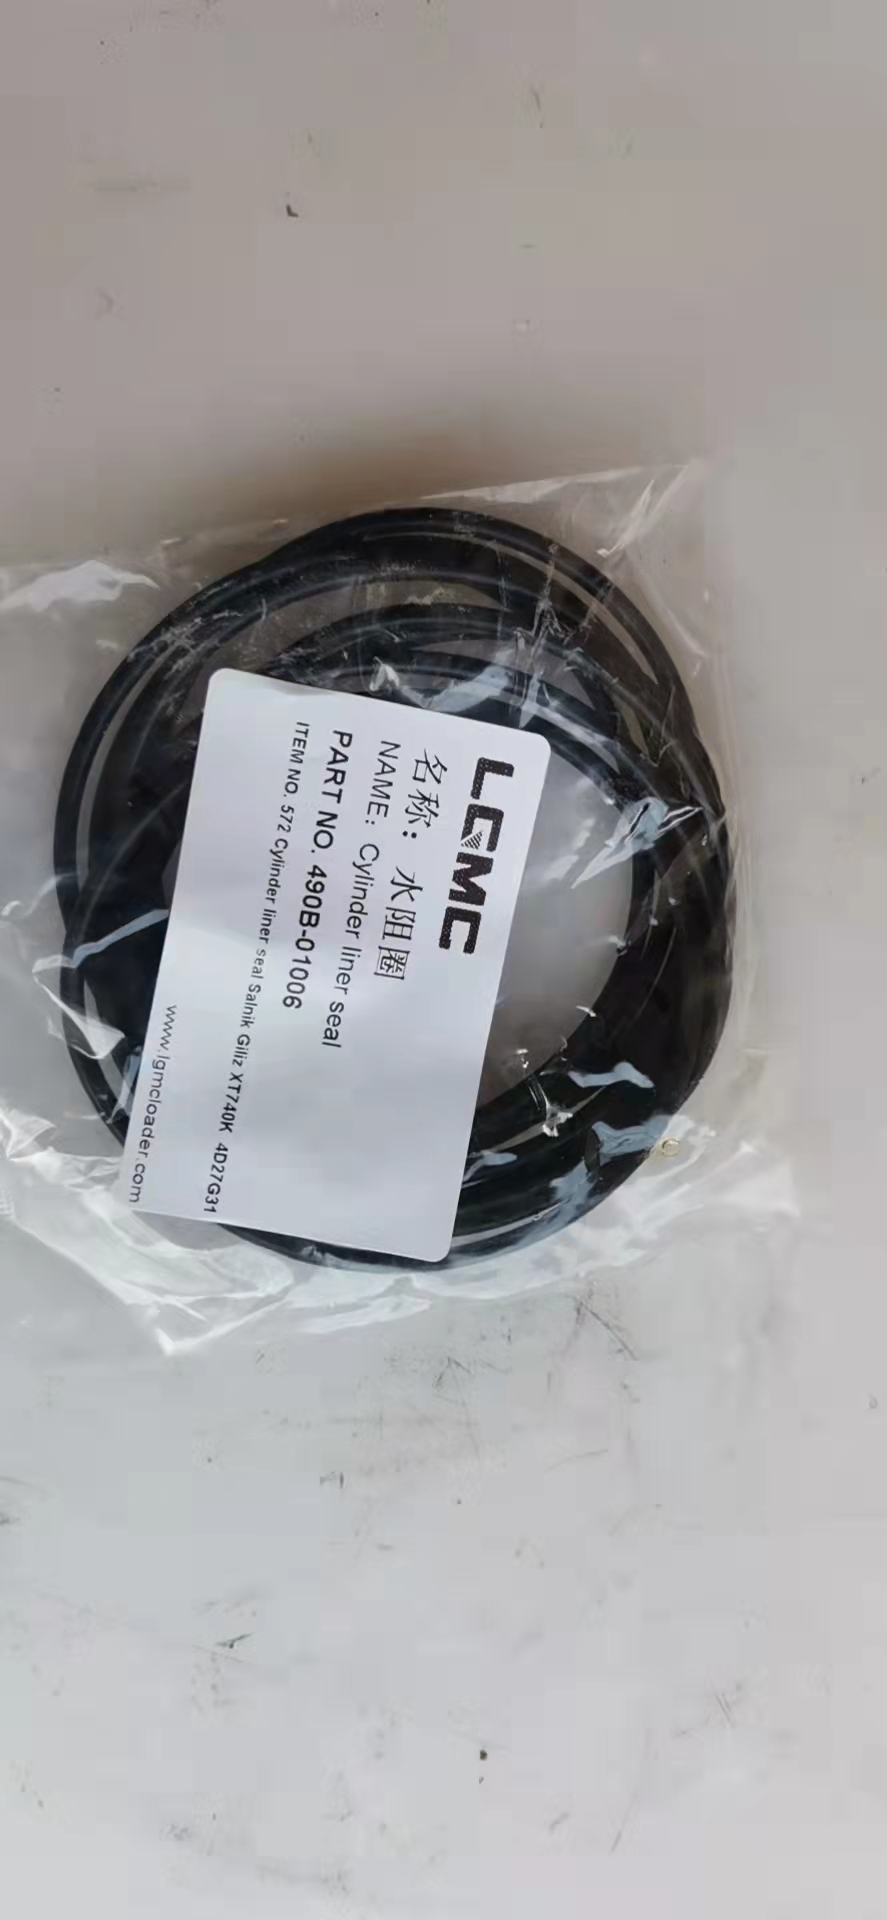 LGMC
名称：水阻圈
NAME：Cylinder liner seal
PART NO. 490B-01006
ITEM NO. 572 Cylinder liner seal Salnik Giliz XT740K 4D27G31
www.lgmcloader.com